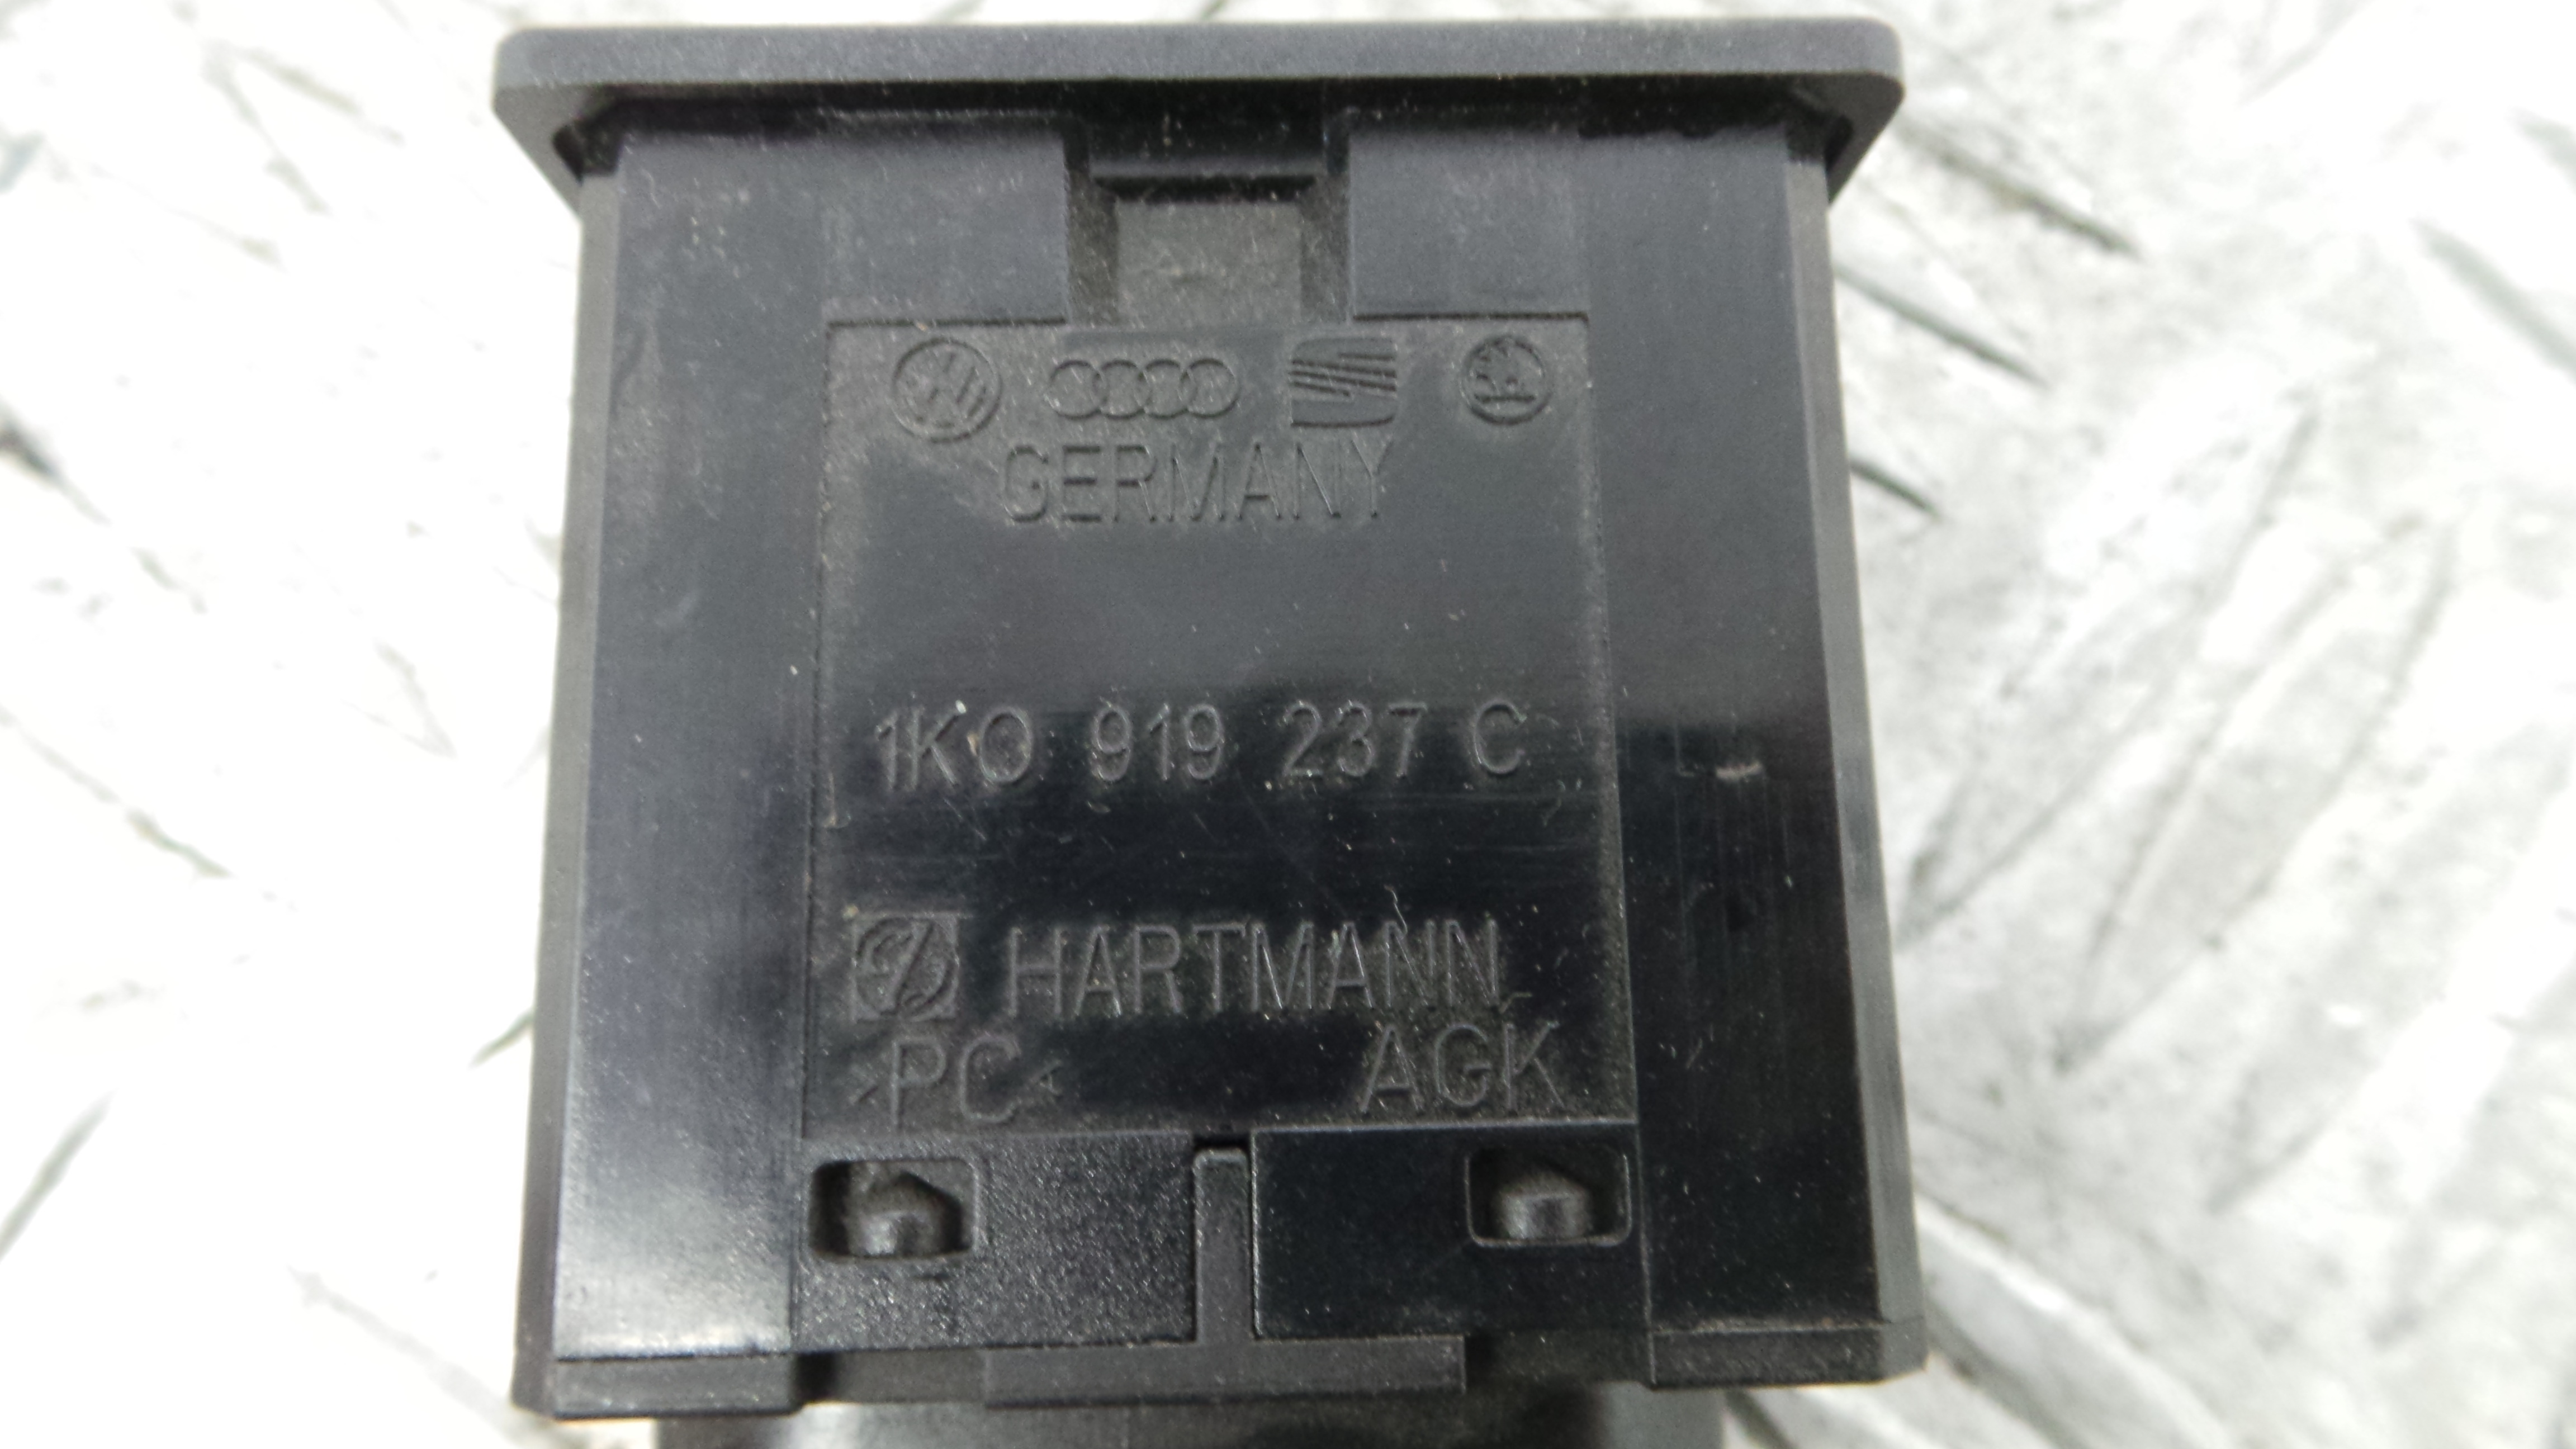 GERMANY
1K0 919 237 C
HARTMANN
>PC< AGK